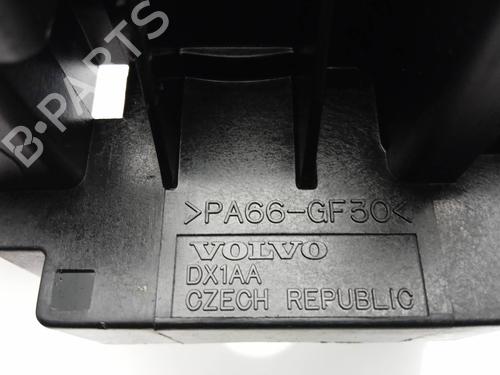 B-PARTS
>PA66-GF30<
VOLVO
DX1AA
CZECH REPUBLIC